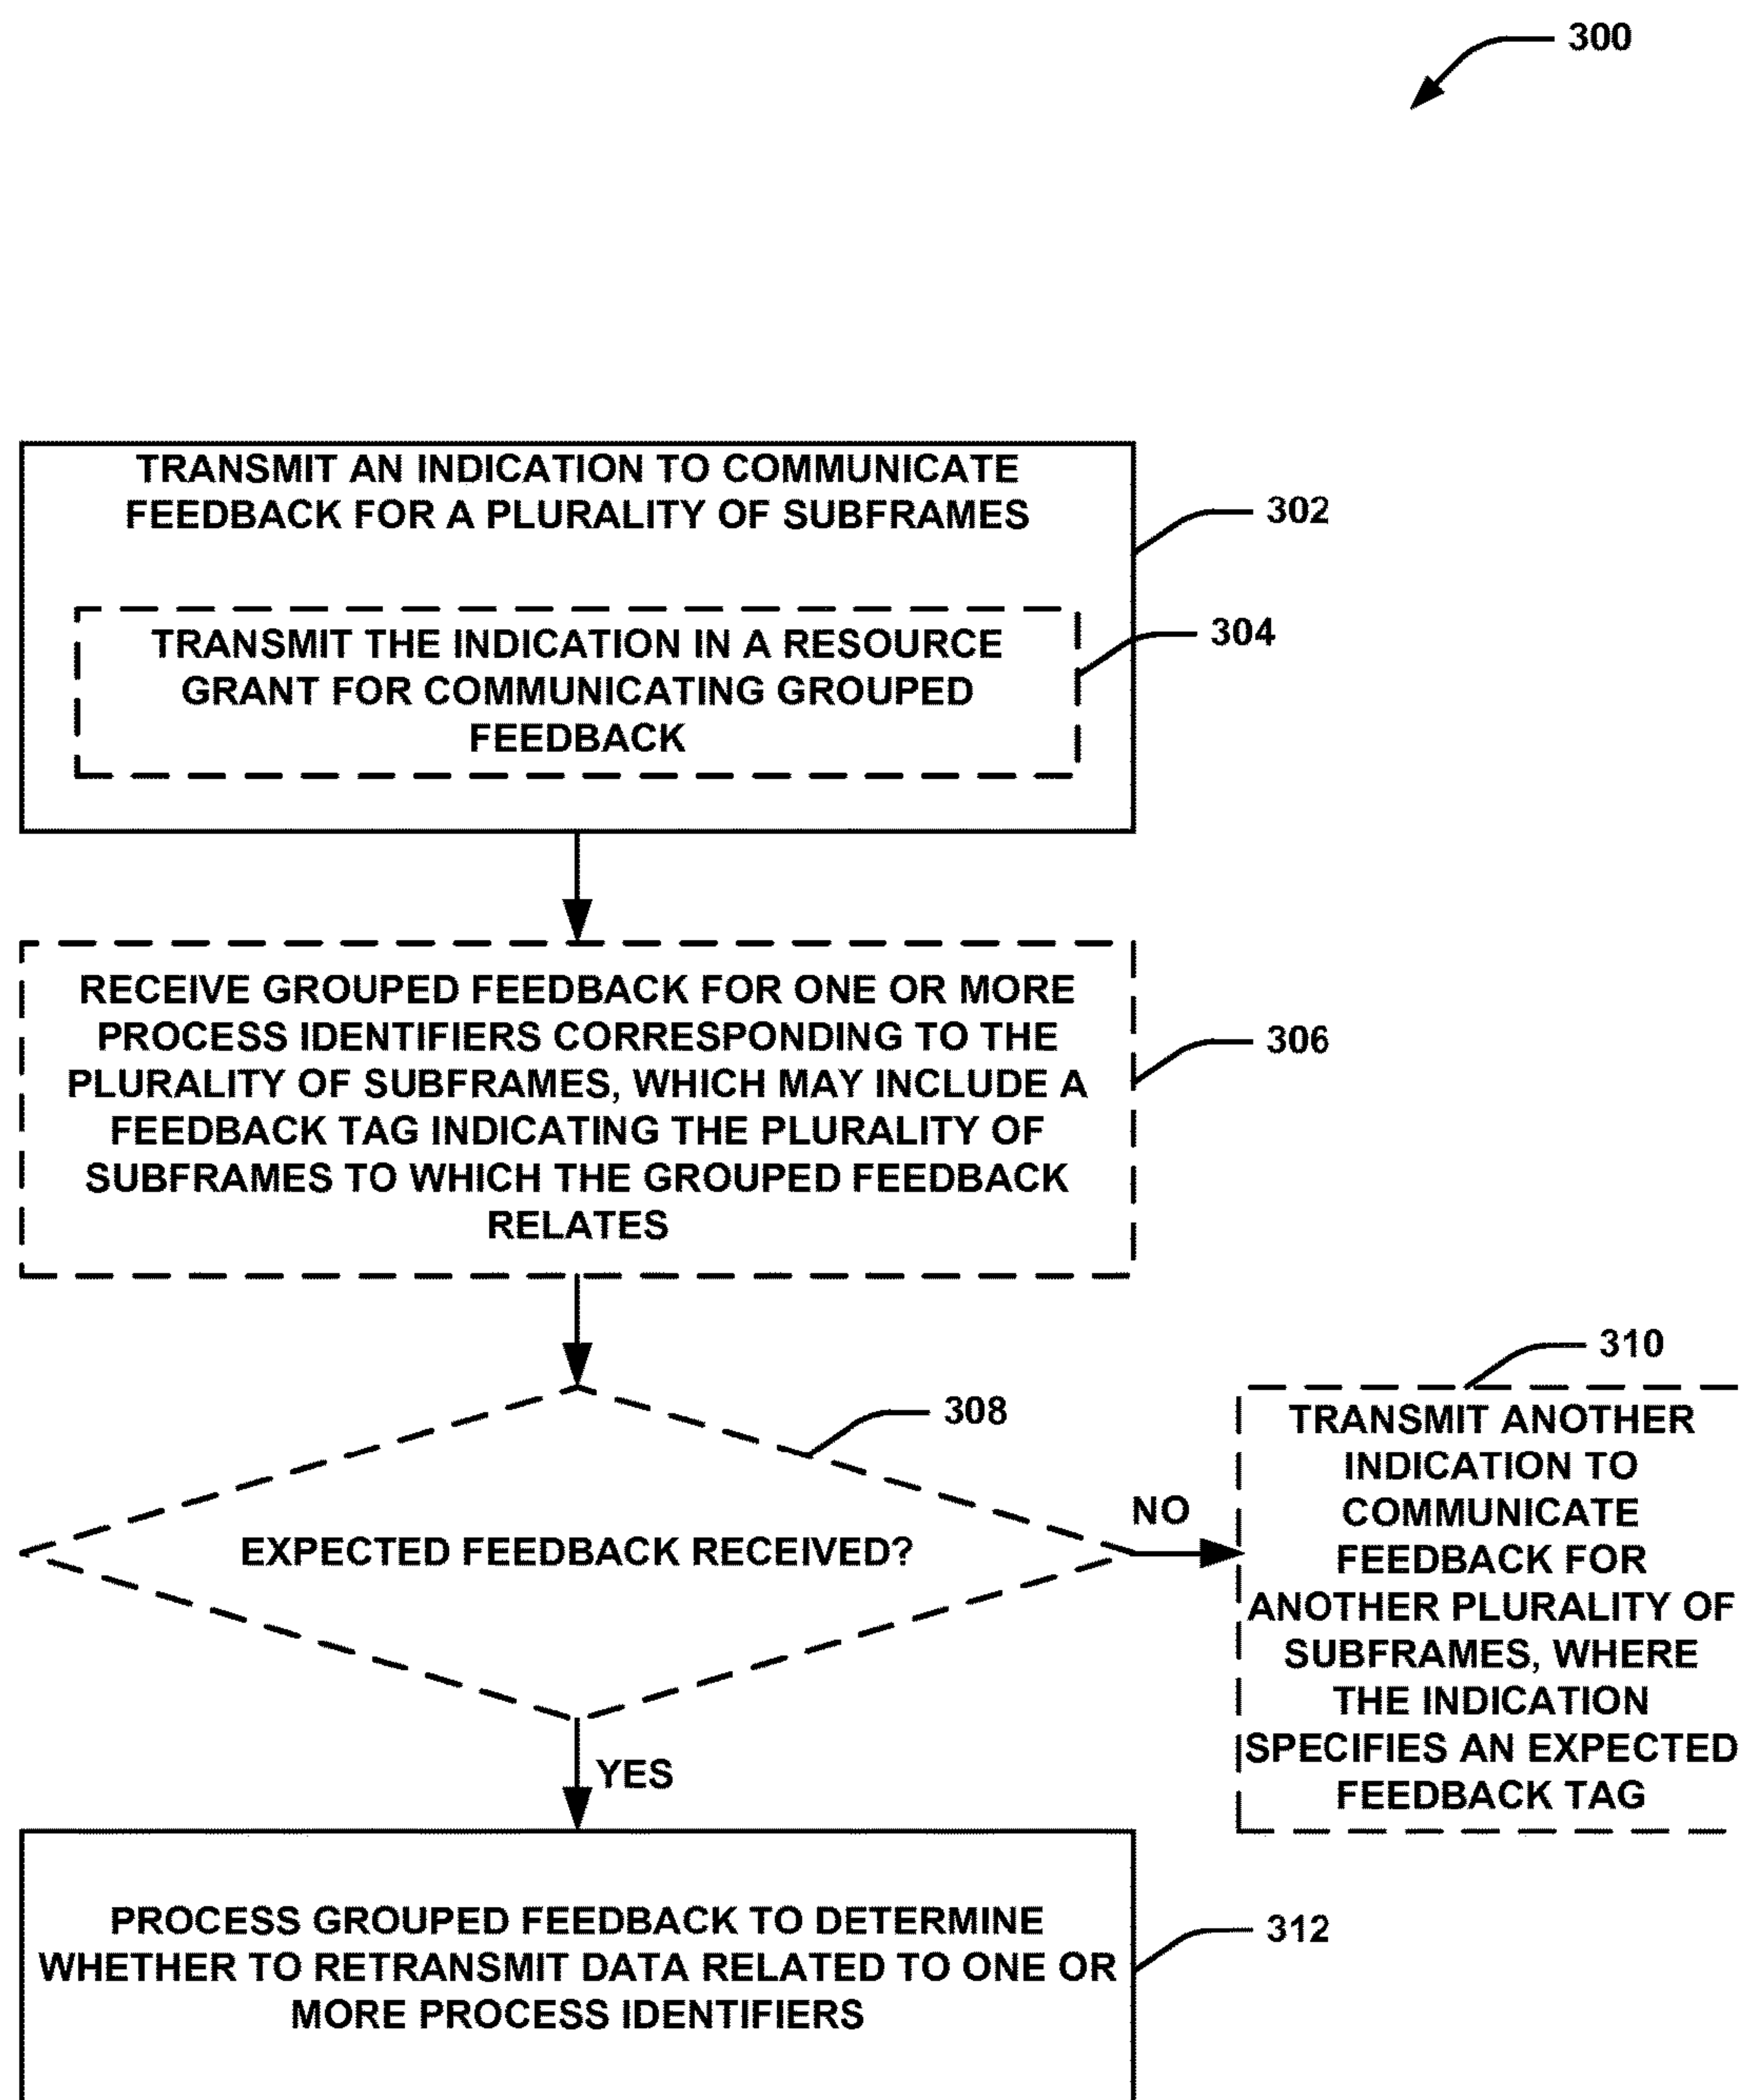 300
TRANSMIT AN INDICATION TO COMMUNICATE
FEEDBACK FOR A PLURALITY OF SUBFRAMES
302
TRANSMIT THE INDICATION IN A RESOURCE
GRANT FOR COMMUNICATING GROUPED
FEEDBACK
304
RECEIVE GROUPED FEEDBACK FOR ONE OR MORE
PROCESS IDENTIFIERS CORRESPONDING TO THE
PLURALITY OF SUBFRAMES, WHICH MAY INCLUDE A
FEEDBACK TAG INDICATING THE PLURALITY OF
SUBFRAMES TO WHICH THE GROUPED FEEDBACK
RELATES
306
EXPECTED FEEDBACK RECEIVED?
308
NO
310
TRANSMIT ANOTHER
INDICATION TO
COMMUNICATE
FEEDBACK FOR
ANOTHER PLURALITY OF
SUBFRAMES, WHERE
THE INDICATION
SPECIFIES AN EXPECTED
FEEDBACK TAG
YES
PROCESS GROUPED FEEDBACK TO DETERMINE
WHETHER TO RETRANSMIT DATA RELATED TO ONE OR
MORE PROCESS IDENTIFIERS
312